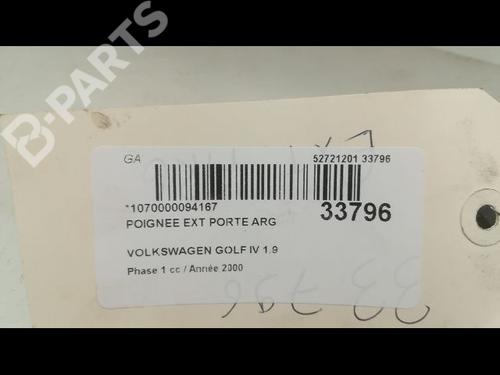 B-PARTS
GA
52721201 33796
*1070000094167
33796
POIGNEE EXT PORTE ARG
VOLKSWAGEN GOLF IV 1.9
Phase 1 cc / Année 2000
33796